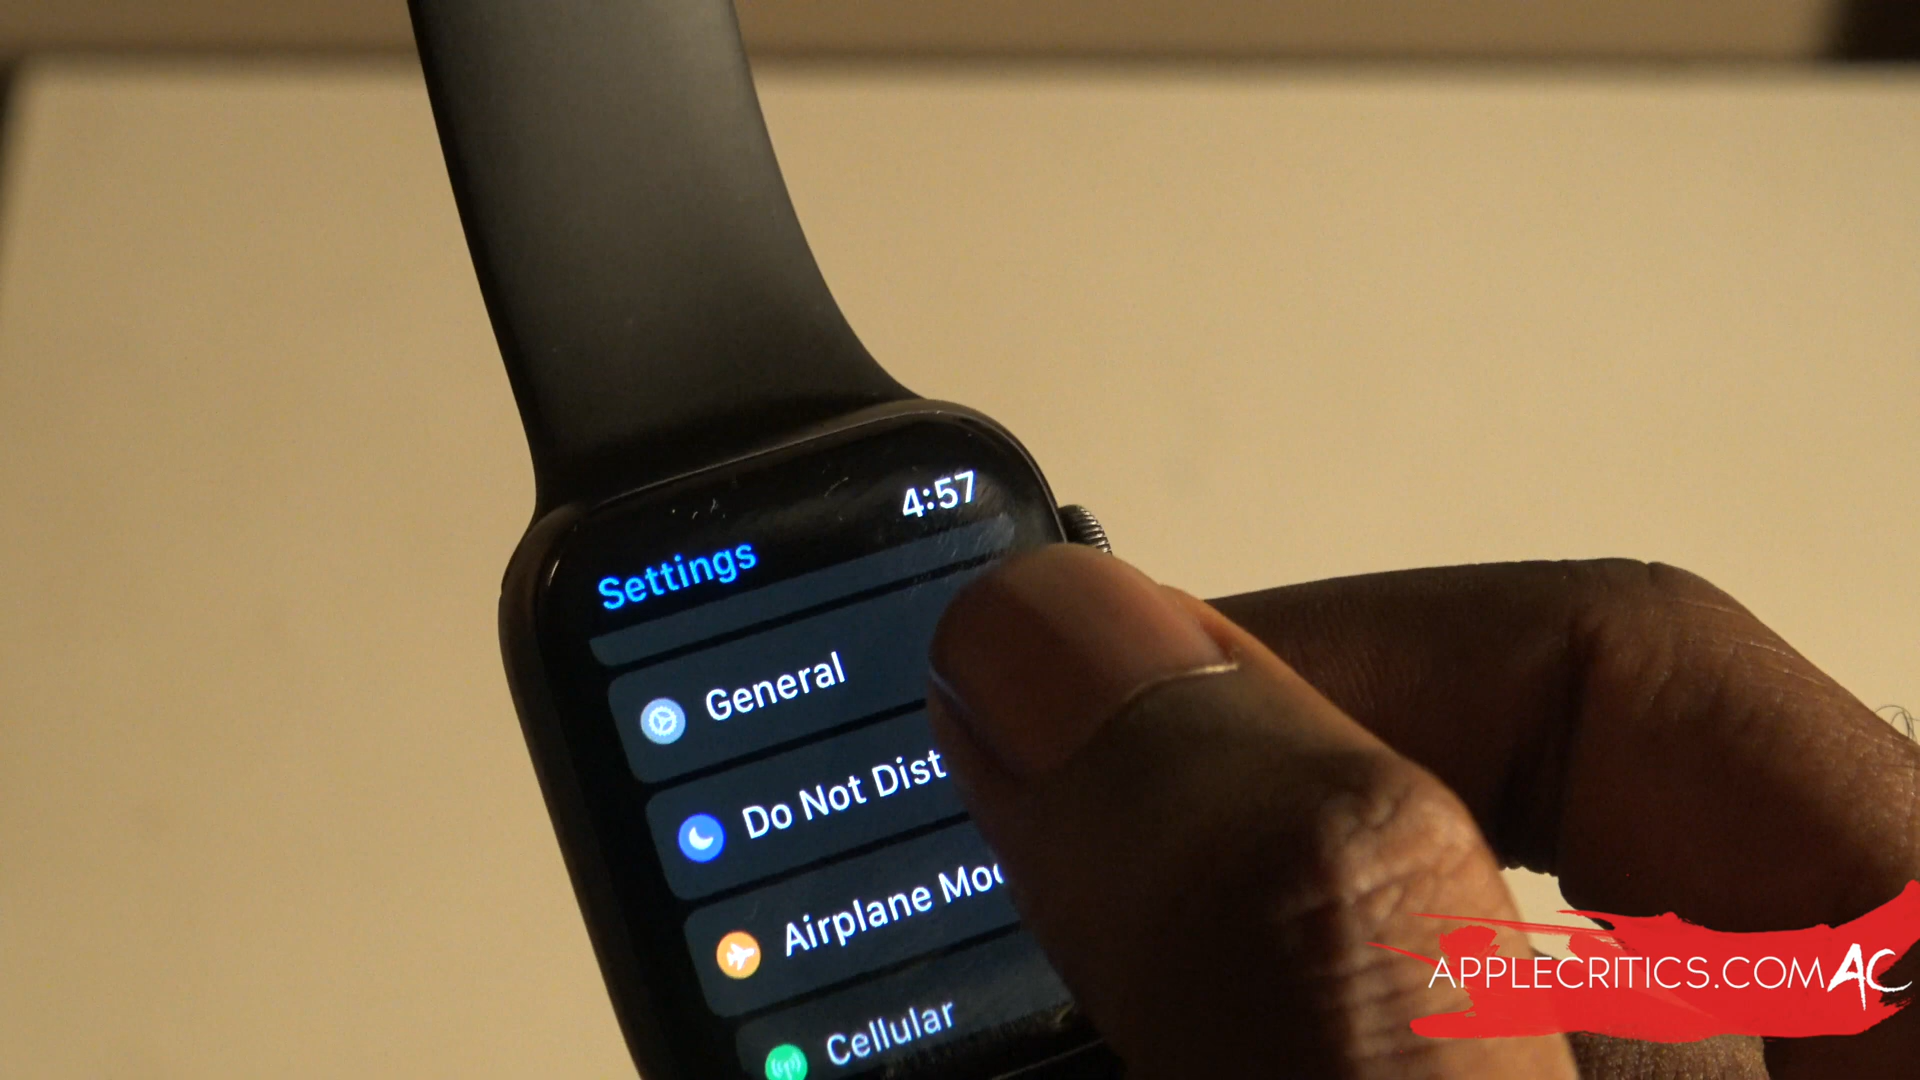 4:57
Settings
General
Do Not Dist
Airplane Mo
Cellular
APPLECRITICS.COM AC